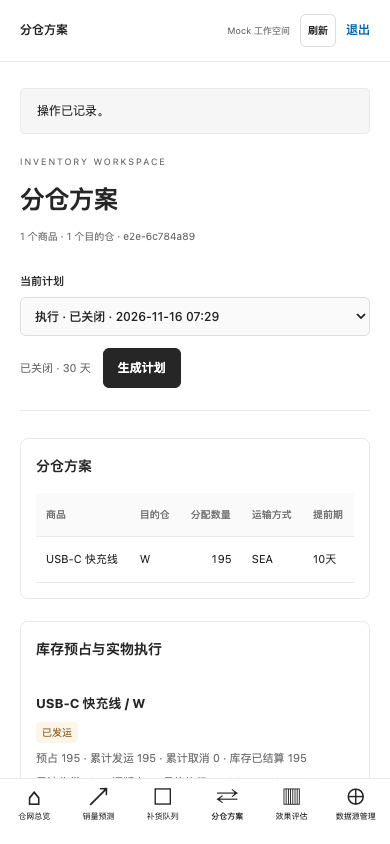 分仓方案
Mock 工作空间
刷新
退出
操作已记录。
INVENTORY WORKSPACE
分仓方案
1 个商品 · 1 个目的仓 · e2e-6c784a89
当前计划
执行 · 已关闭 · 2026-11-16 07:29
已关闭 · 30 天
生成计划
分仓方案
商品 目的仓 分配数量 运输方式 提前期
USB-C 快充线 W 195 SEA 10天
库存预占与实物执行
USB-C 快充线 / W
已发运
预占 195 · 累计发运 195 · 累计取消 0 · 库存已结算 195
仓网总览 销量预测 补货队列 分仓方案 效果评估 数据源管理